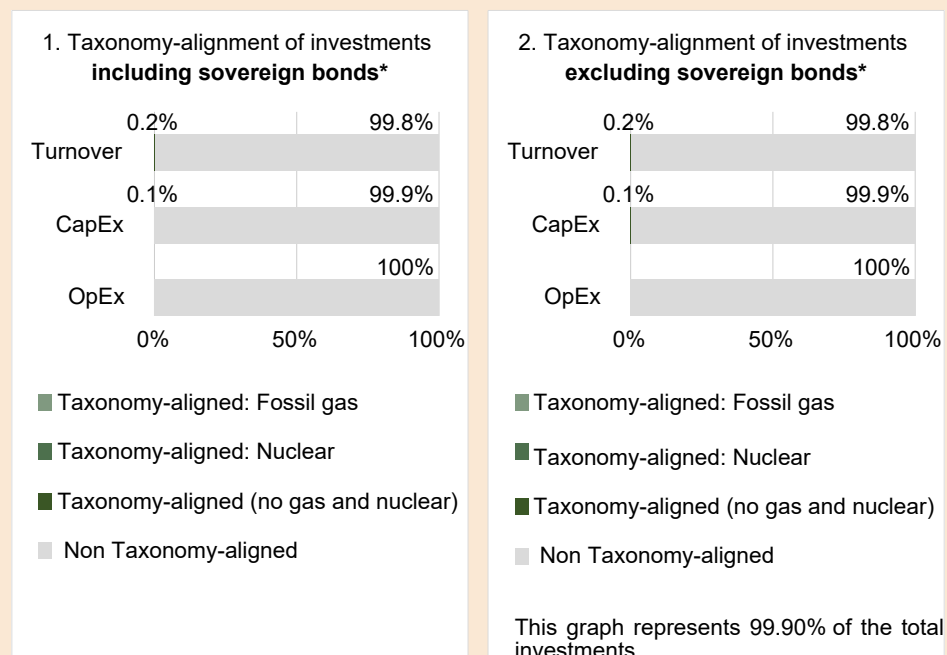 1. Taxonomy-alignment of investments
including sovereign bonds*
0.2% 99.8%
Turnover
0.1% 99.9%
CapEx
100%
OpEx
0% 50% 100%
Taxonomy-aligned: Fossil gas
Taxonomy-aligned: Nuclear
Taxonomy-aligned (no gas and nuclear)
Non Taxonomy-aligned
2. Taxonomy-alignment of investments
excluding sovereign bonds*
0.2% 99.8%
Turnover
0.1% 99.9%
CapEx
100%
OpEx
0% 50% 100%
Taxonomy-aligned: Fossil gas
Taxonomy-aligned: Nuclear
Taxonomy-aligned (no gas and nuclear)
Non Taxonomy-aligned
This graph represents 99.90% of the total
investments